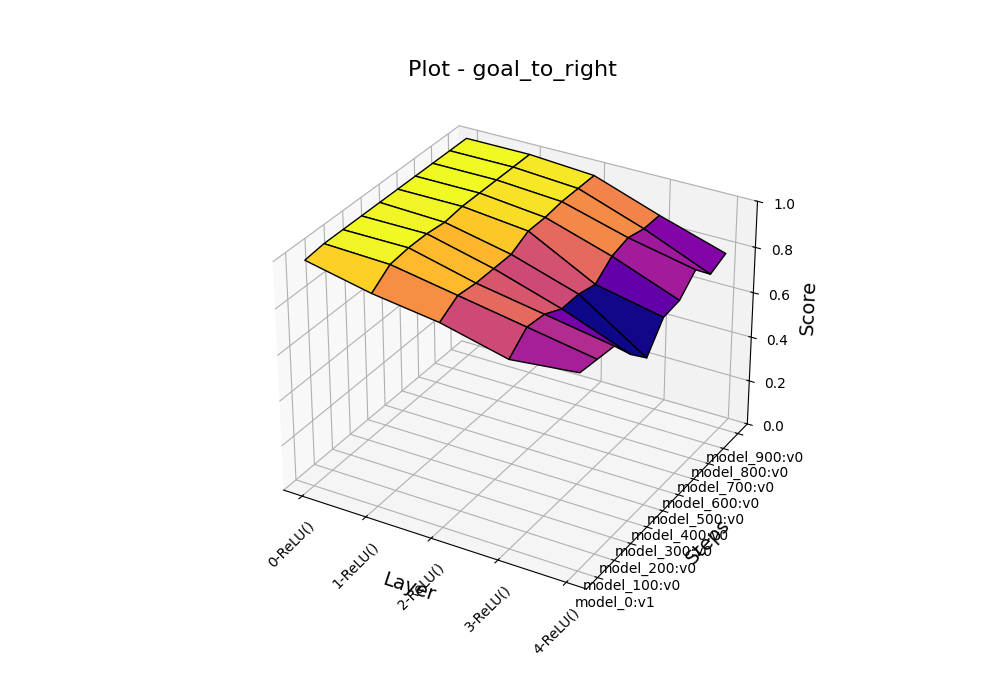 Plot - goal_to_right
1.0
0.8
0.6
0.4
0.2
0.0
Score
model_900:v0
model_800:v0
model_700:v0
model_600:v0
model_500:v0
model_400:v0
model_300:v0
model_200:v0
model_100:v0
model_0:v1
Steps
0-ReLU()
1-ReLU()
2-ReLU()
3-ReLU()
4-ReLU()
Layer